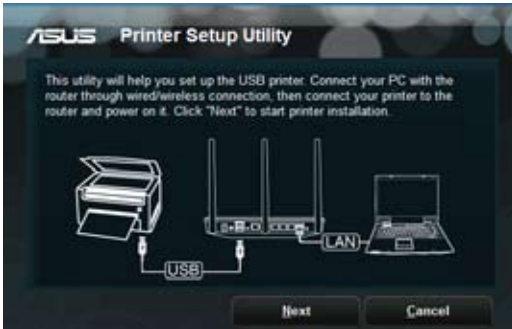 ASUS Printer Setup Utility
This utility will help you set up the USB printer. Connect your PC with the
router through wired/wireless connection, then connect your printer to the
router and power on it. Click "Next" to start printer installation.
LAN
USB
Next Cancel